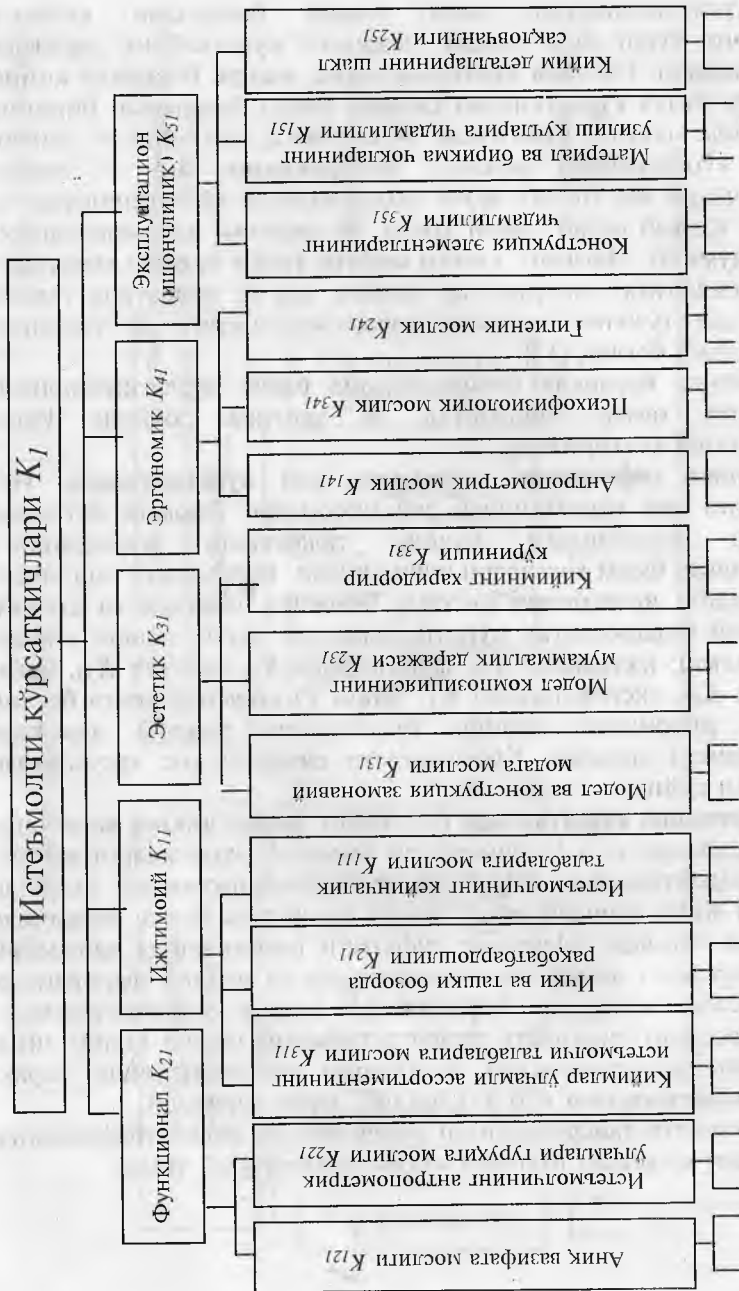 Истеъмолчи кўрсаткичлари K1
Функционал K21
Ижтимоий K11
Эстетик K31
Эргономик K41
Эксплуатацион
(ишончлилик) K51
Аниқ вазифага мослиги K121
Истеъмолчининг антропометрик
ўлчамлари гуруҳига мослиги K221
Кийимлар ўлчамли ассортиментининг
истеъмолчи талабларига мослиги K311
Ички ва ташқи бозорда
рақобатбардошлиги K211
Истеъмолчининг кейинчалик
талабларига мослиги K111
Модел ва конструкция замонавий
модага мослиги K131
Модел композициясининг
мукаммаллик даражаси K231
Кийимнинг харидоргир
кўриниши K331
Антропометрик мослик K141
Психофизиологик мослик K341
Гигиеник мослик K241
Конструкция элементларининг
чидамлилиги K351
Материал ва бирикма чокларининг
узилиш кучларига чидамлилиги K151
Кийим деталларининг шакл
сақловчанлиги K251